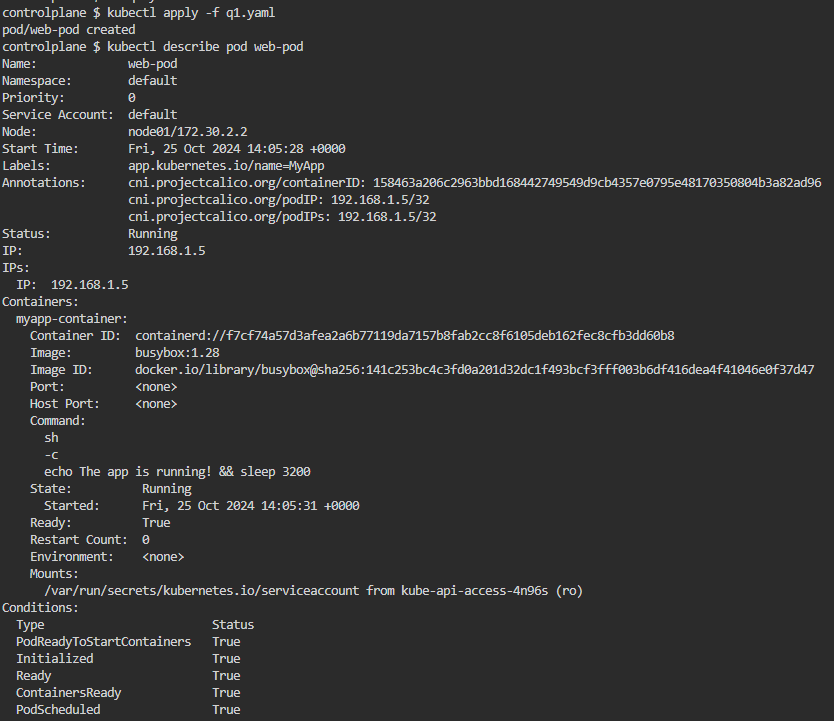 controlplane $ kubectl apply -f q1.yaml
pod/web-pod created
controlplane $ kubectl describe pod web-pod
Name:             web-pod
Namespace:        default
Priority:         0
Service Account:  default
Node:             node01/172.30.2.2
Start Time:       Fri, 25 Oct 2024 14:05:28 +0000
Labels:           app.kubernetes.io/name=MyApp
Annotations:      cni.projectcalico.org/containerID: 158463a206c2963bbd168442749549d9cb4357e0795e48170350804b3a82ad96
                  cni.projectcalico.org/podIP: 192.168.1.5/32
                  cni.projectcalico.org/podIPs: 192.168.1.5/32
Status:           Running
IP:               192.168.1.5
IPs:
  IP:  192.168.1.5
Containers:
  myapp-container:
    Container ID:  containerd://f7cf74a57d3afea2a6b77119da7157b8fab2cc8f6105deb162fec8cfb3dd60b8
    Image:         busybox:1.28
    Image ID:      docker.io/library/busybox@sha256:141c253bc4c3fd0a201d32dc1f493bcf3fff003b6df416dea4f41046e0f37d47
    Port:          <none>
    Host Port:     <none>
    Command:
      sh
      -c
      echo The app is running! && sleep 3200
    State:          Running
      Started:      Fri, 25 Oct 2024 14:05:31 +0000
    Ready:          True
    Restart Count:  0
    Environment:    <none>
    Mounts:
      /var/run/secrets/kubernetes.io/serviceaccount from kube-api-access-4n96s (ro)
Conditions:
  Type                        Status
  PodReadyToStartContainers   True
  Initialized                 True
  Ready                       True
  ContainersReady             True
  PodScheduled                True